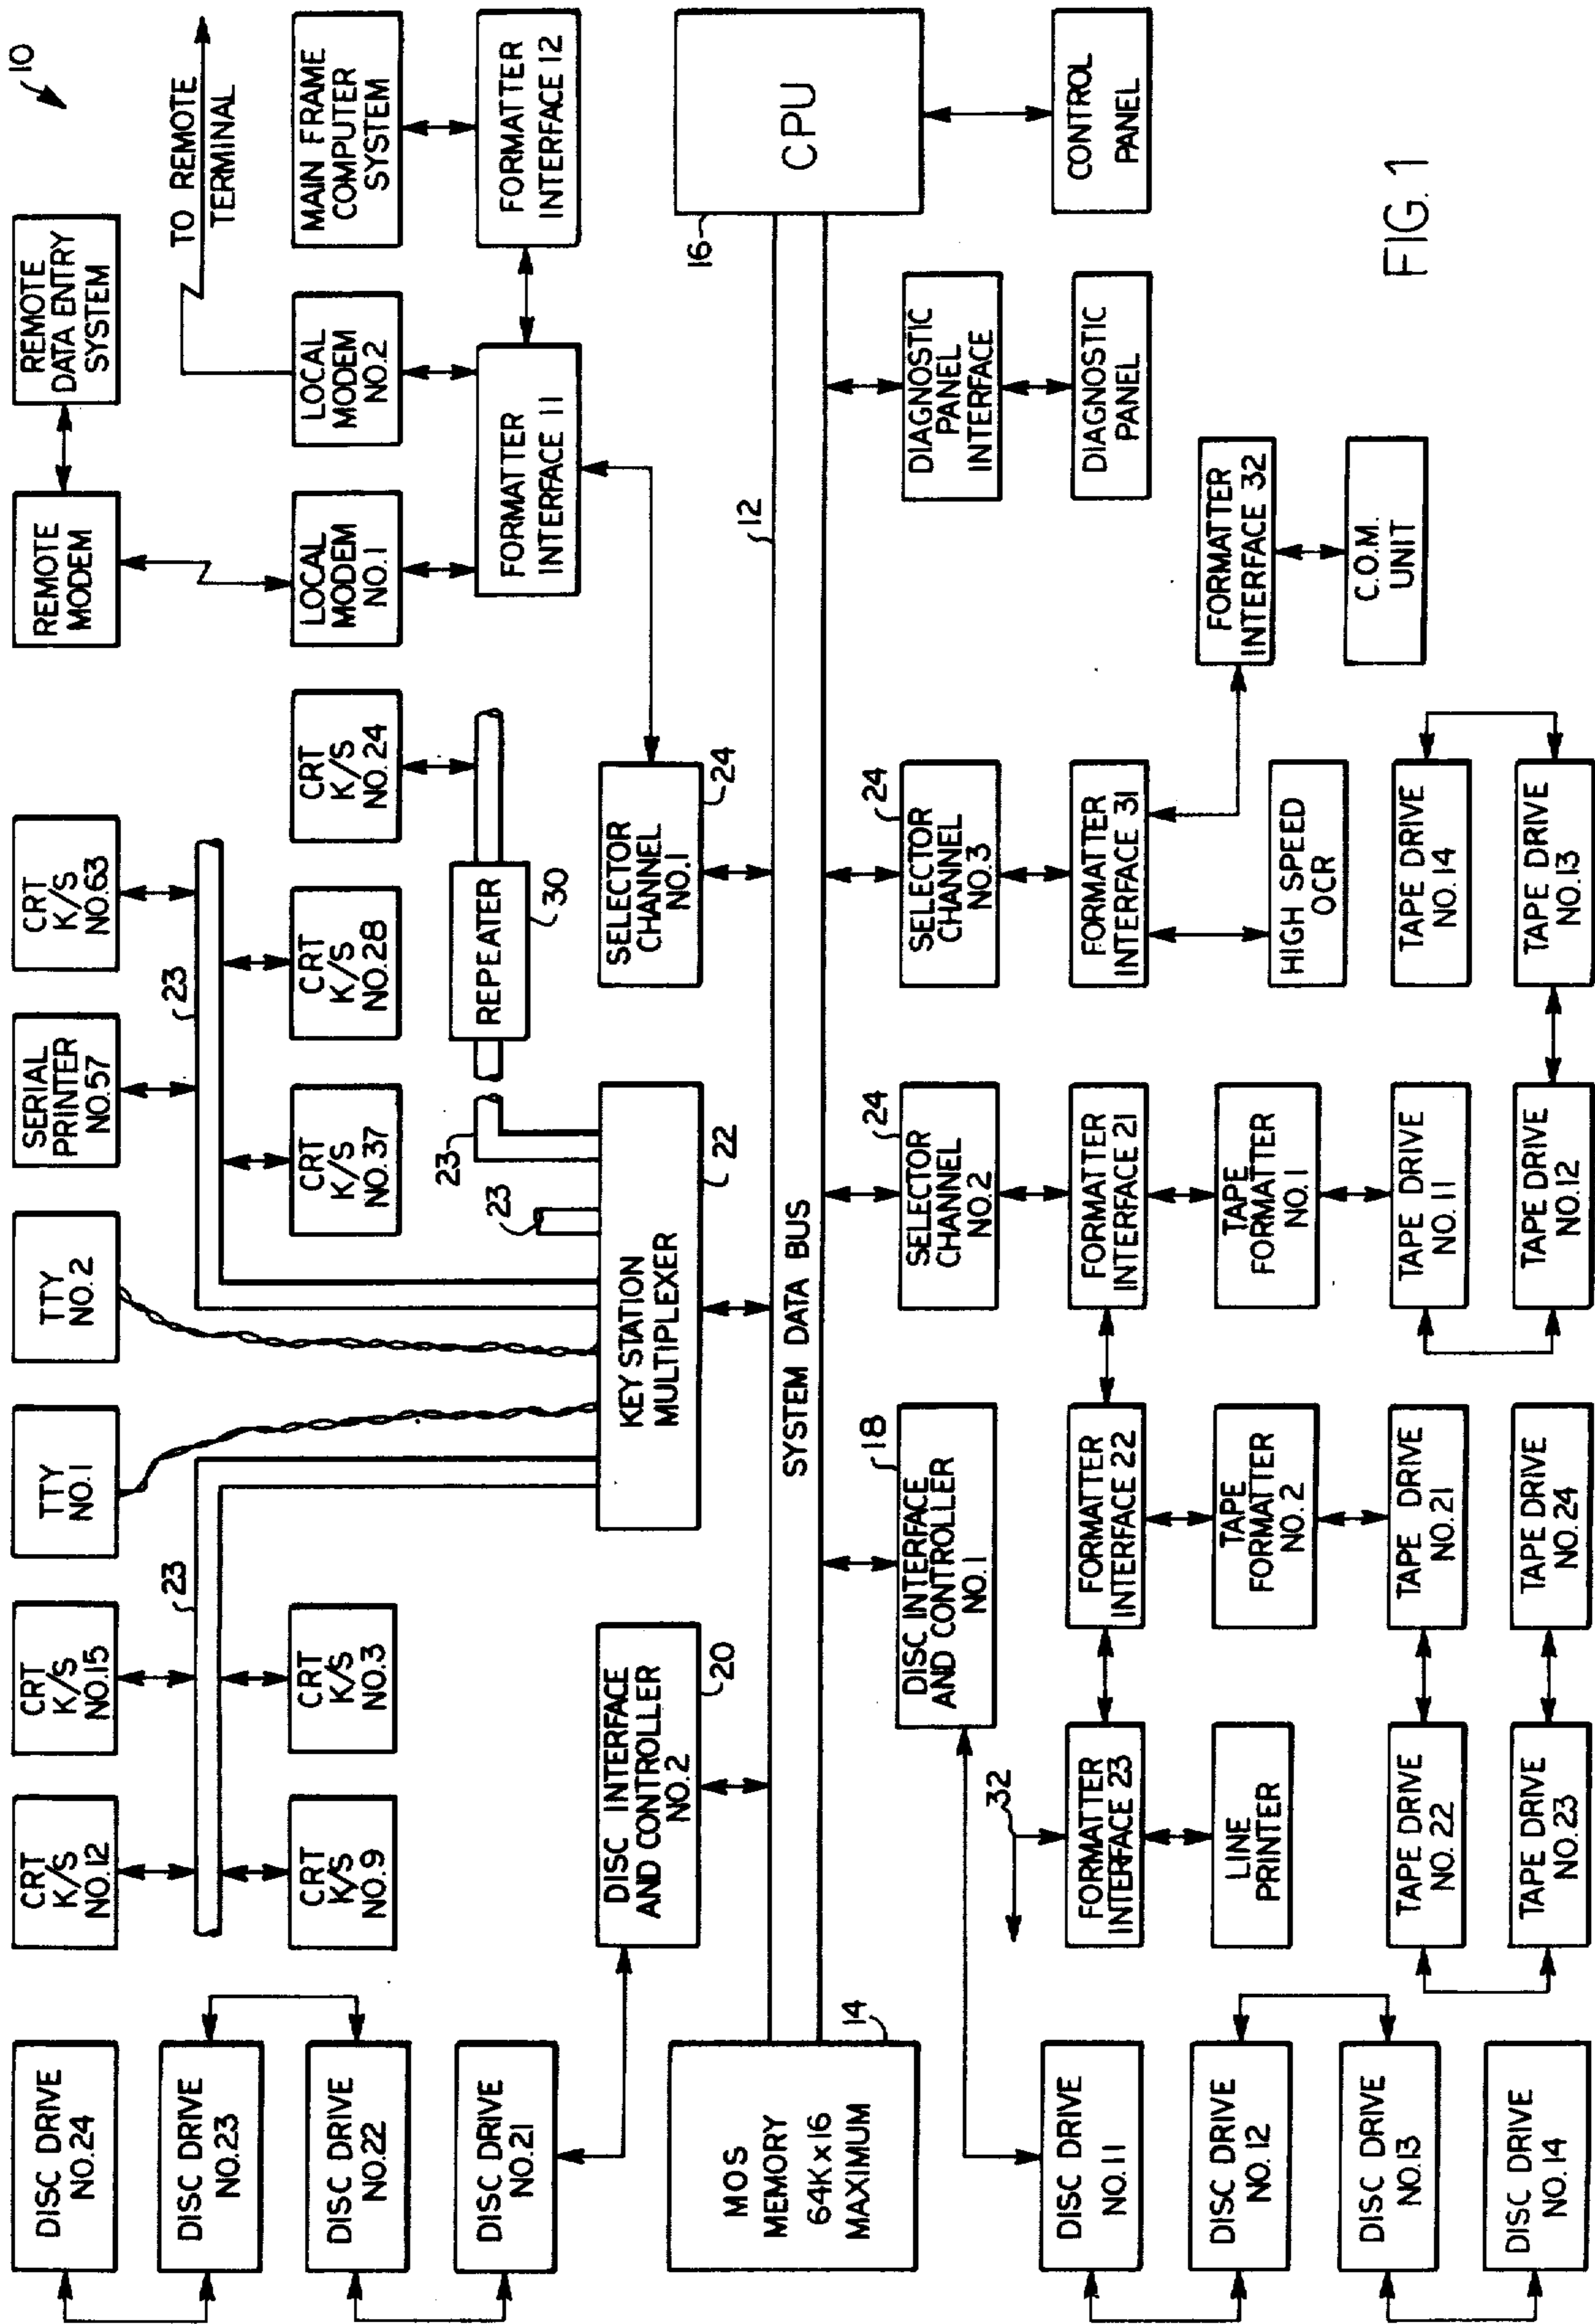 10
REMOTE
DATA ENTRY
SYSTEM
TO REMOTE
TERMINAL
REMOTE
MODEM
MAIN FRAME
COMPUTER
SYSTEM
LOCAL
MODEM
NO.2
LOCAL
MODEM
NO.1
FORMATTER
INTERFACE 12
FORMATTER
INTERFACE 11
DISC DRIVE
NO.24
DISC DRIVE
NO.23
DISC DRIVE
NO.22
DISC DRIVE
NO.21
CRT
K/S
NO.12
CRT
K/S
NO.15
TTY
NO.1
TTY
NO.2
SERIAL
PRINTER
NO.57
CRT
K/S
NO.63
23
23
CRT
K/S
NO.9
CRT
K/S
NO.3
CRT
K/S
NO.37
CRT
K/S
NO.28
CRT
K/S
NO.24
23
23
REPEATER
30
DISC INTERFACE
AND CONTROLLER
NO.2
20
KEY STATION
MULTIPLEXER
22
SELECTOR
CHANNEL
NO.1
24
MOS
MEMORY
64K x 16
MAXIMUM
14
SYSTEM DATA BUS
12
CPU
16
DISC INTERFACE
AND CONTROLLER
NO.1
18
SELECTOR
CHANNEL
NO.2
24
SELECTOR
CHANNEL
NO.3
24
DIAGNOSTIC
PANEL
INTERFACE
DIAGNOSTIC
PANEL
CONTROL
PANEL
DISC DRIVE
NO.11
DISC DRIVE
NO.12
DISC DRIVE
NO.13
DISC DRIVE
NO.14
32
FORMATTER
INTERFACE 23
FORMATTER
INTERFACE 22
FORMATTER
INTERFACE 21
FORMATTER
INTERFACE 31
FORMATTER
INTERFACE 32
LINE
PRINTER
TAPE
FORMATTER
NO.2
TAPE
FORMATTER
NO.1
HIGH SPEED
OCR
C.O.M.
UNIT
TAPE DRIVE
NO.22
TAPE DRIVE
NO.21
TAPE DRIVE
NO.11
TAPE DRIVE
NO.14
TAPE DRIVE
NO.23
TAPE DRIVE
NO.24
TAPE DRIVE
NO.12
TAPE DRIVE
NO.13
FIG. 1